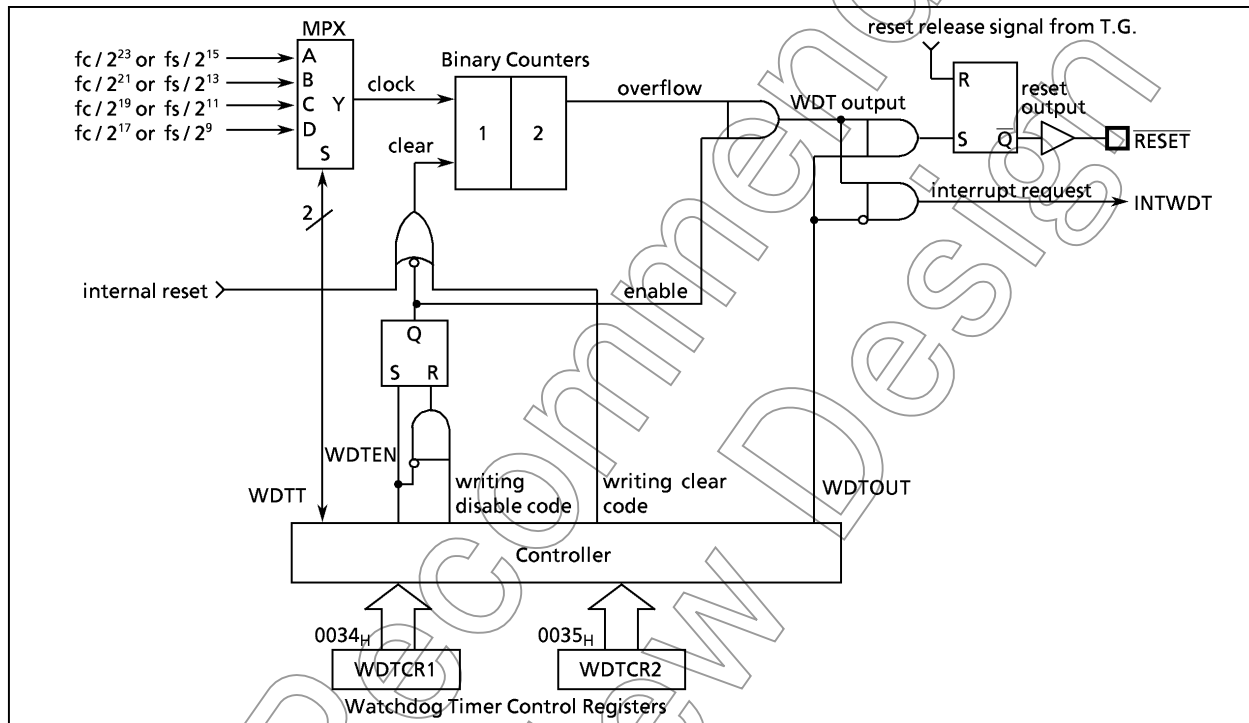 MPX
reset release signal from T.G.
fc / 2²³ or fs / 2¹⁵
fc / 2²¹ or fs / 2¹³
fc / 2¹⁹ or fs / 2¹¹
fc / 2¹⁷ or fs / 2⁹
A
B
C
D
Y
S
Binary Counters
clock
1
2
clear
overflow
WDT output
R
S
Q̅
reset
output
R̅E̅S̅E̅T̅
interrupt request
INTWDT
2
internal reset
enable
Q
S
R
WDTEN
WDTT
writing
disable code
writing clear
code
WDTOUT
Controller
0034H
0035H
WDTCR1
WDTCR2
Watchdog Timer Control Registers
Recommend
New Design